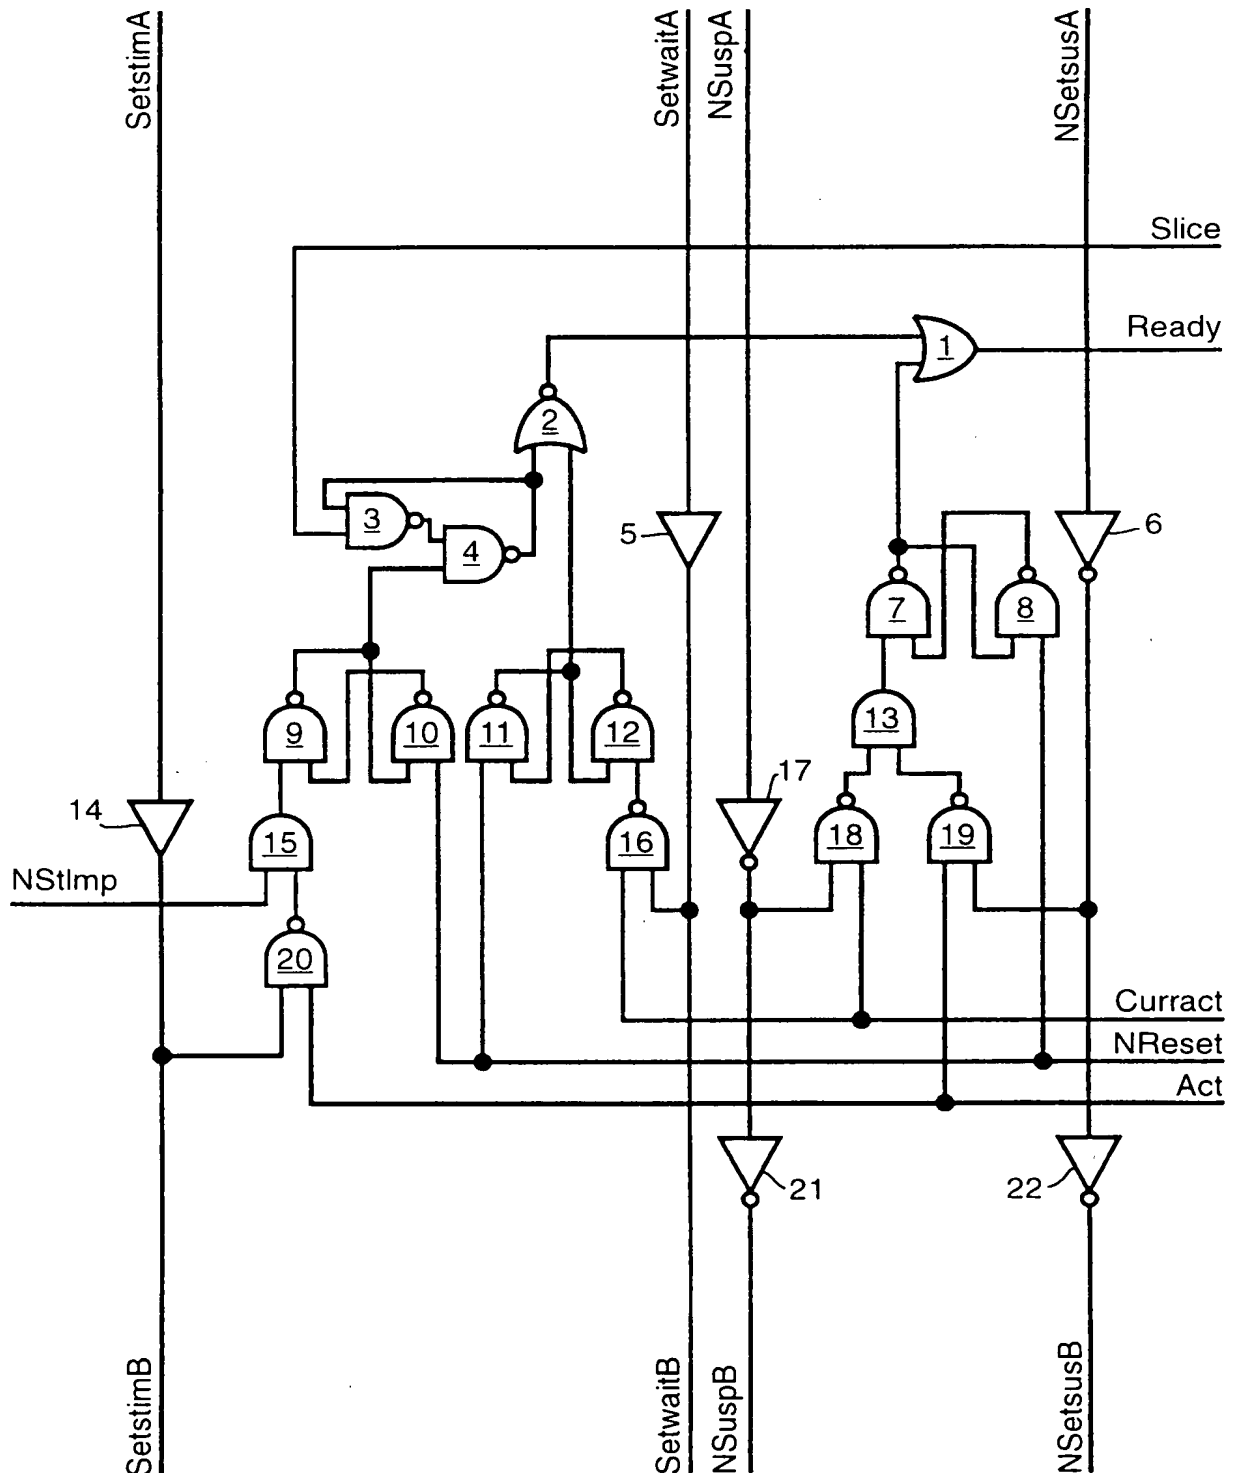 SetstimA
SetwaitA
NSuspA
NSetsusA
Slice
Ready
1
2
3
4
5
6
7
8
9
10
11
12
13
14
15
16
17
18
19
NStImp
20
Curract
NReset
Act
21
22
SetstimB
SetwaitB
NSuspB
NSetsusB